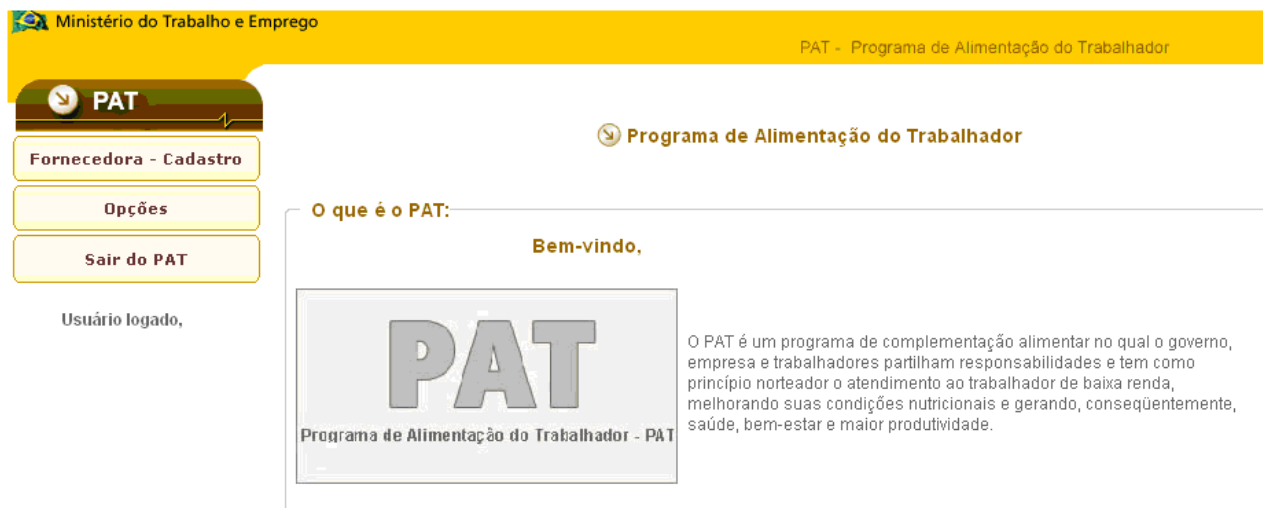 Ministério do Trabalho e Emprego
PAT - Programa de Alimentação do Trabalhador
PAT
Fornecedora - Cadastro
Opções
Sair do PAT
Usuário logado,
Programa de Alimentação do Trabalhador
O que é o PAT:
Bem-vindo,
PAT
Programa de Alimentação do Trabalhador - PAT
O PAT é um programa de complementação alimentar no qual o governo,
empresa e trabalhadores partilham responsabilidades e tem como
princípio norteador o atendimento ao trabalhador de baixa renda,
melhorando suas condições nutricionais e gerando, conseqüentemente,
saúde, bem-estar e maior produtividade.